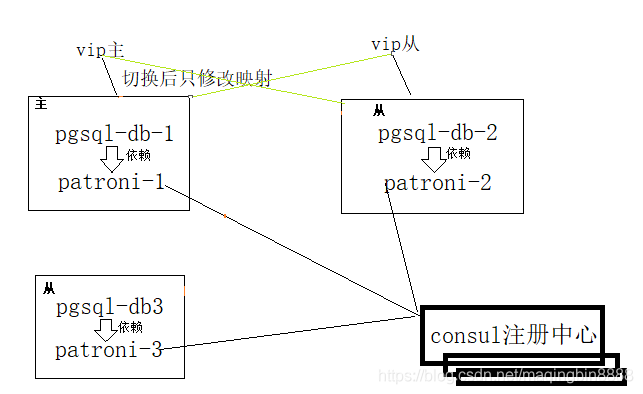 vip主
vip从
切换后只修改映射
主
pgsql-db-1
依赖
patroni-1
从
pgsql-db-2
依赖
patroni-2
从
pgsql-db3
依赖
patroni-3
consul注册中心
https://blog.csdn.net/maqingbin8888